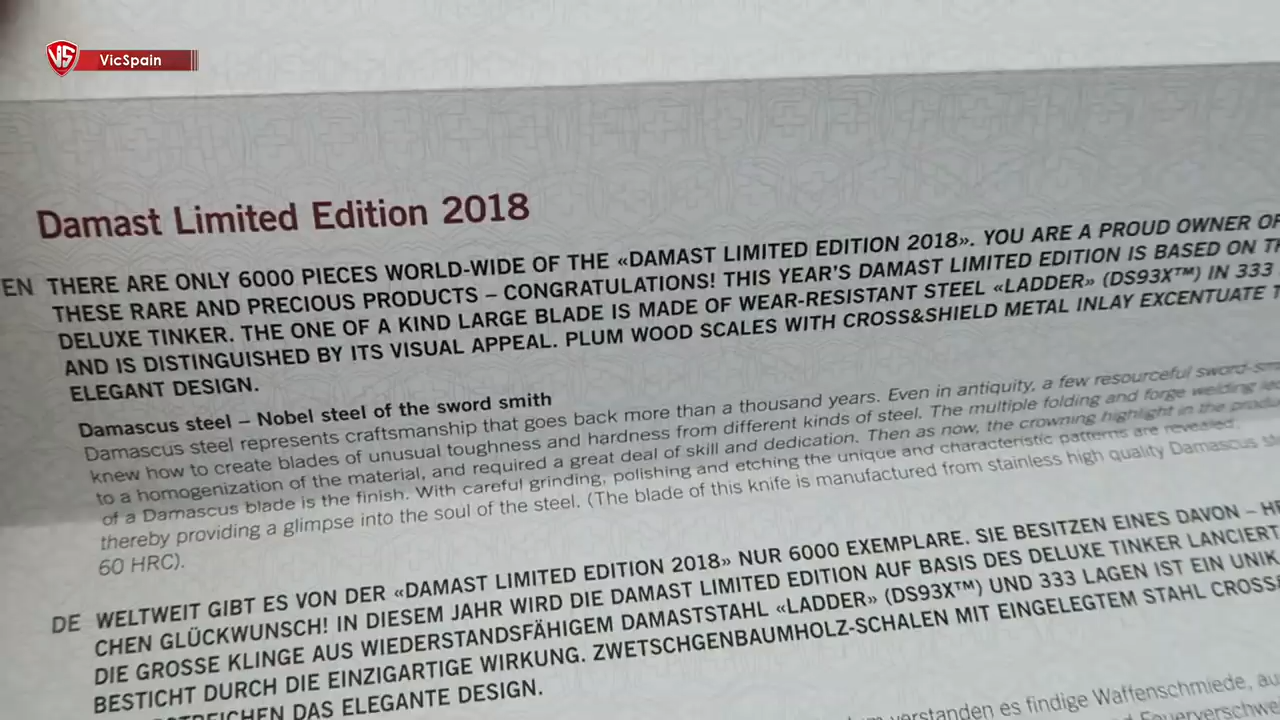 VS VicSpain
Damast Limited Edition 2018
EN THERE ARE ONLY 6000 PIECES WORLD-WIDE OF THE «DAMAST LIMITED EDITION 2018». YOU ARE A PROUD OWNER OF
THESE RARE AND PRECIOUS PRODUCTS – CONGRATULATIONS! THIS YEAR'S DAMAST LIMITED EDITION IS BASED ON
DELUXE TINKER. THE ONE OF A KIND LARGE BLADE IS MADE OF WEAR-RESISTANT STEEL «LADDER» (DS93X™) IN 333
AND IS DISTINGUISHED BY ITS VISUAL APPEAL. PLUM WOOD SCALES WITH CROSS&SHIELD METAL INLAY EXCENTUATE
ELEGANT DESIGN.
Damascus steel – Nobel steel of the sword smith
Damascus steel represents craftsmanship that goes back more than a thousand years. Even in antiquity, a few resourceful
knew how to create blades of unusual toughness and hardness from different kinds of steel. The multiple folding and forge welding
to a homogenization of the material, and required a great deal of skill and dedication. Then as now, the crowning highlight in the
of a Damascus blade is the finish. With careful grinding, polishing and etching the unique and characteristic patterns are revealed,
thereby providing a glimpse into the soul of the steel. (The blade of this knife is manufactured from stainless high quality Damascus
60 HRC).
DE WELTWEIT GIBT ES VON DER «DAMAST LIMITED EDITION 2018» NUR 6000 EXEMPLARE. SIE BESITZEN EINES DAVON –
CHEN GLÜCKWUNSCH! IN DIESEM JAHR WIRD DIE DAMAST LIMITED EDITION AUF BASIS DES DELUXE TINKER LANCIERT
DIE GROSSE KLINGE AUS WIEDERSTANDSFÄHIGEM DAMASTSTAHL «LADDER» (DS93X™) UND 333 LAGEN IST EIN UNIK
BESTICHT DURCH DIE EINZIGARTIGE WIRKUNG. ZWETSCHGENBAUMHOLZ-SCHALEN MIT EINGELEGTEM STAHL CROSS
DAS ELEGANTE DESIGN.
verstanden es findige Waffenschmiede,